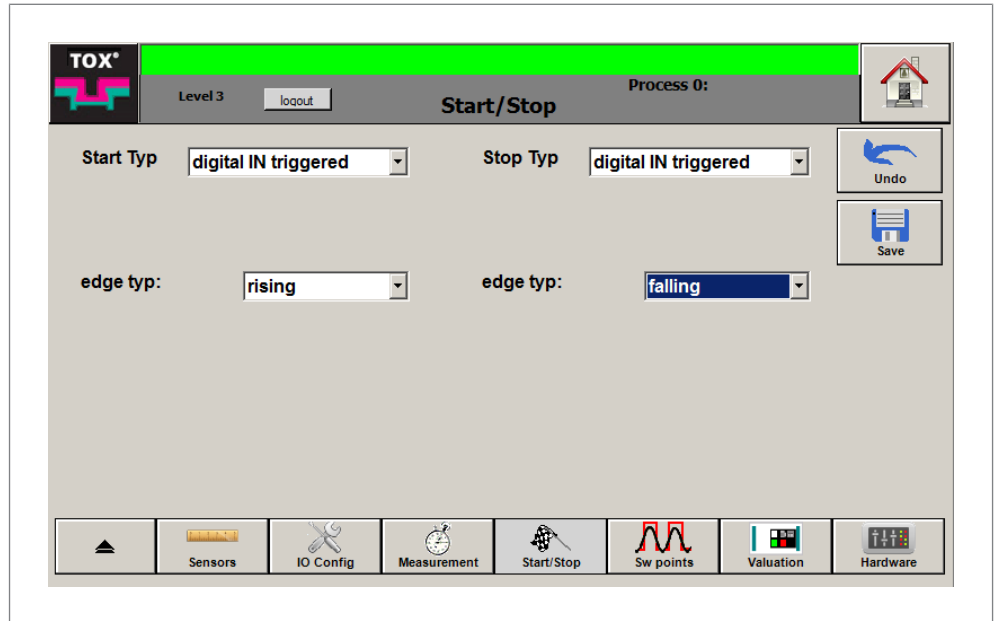 TOX®
Level 3
logout
Start/Stop
Process 0:
Start Typ
digital IN triggered
Stop Typ
digital IN triggered
Undo
Save
edge typ:
rising
edge typ:
falling
Sensors
IO Config
Measurement
Start/Stop
Sw points
Valuation
Hardware